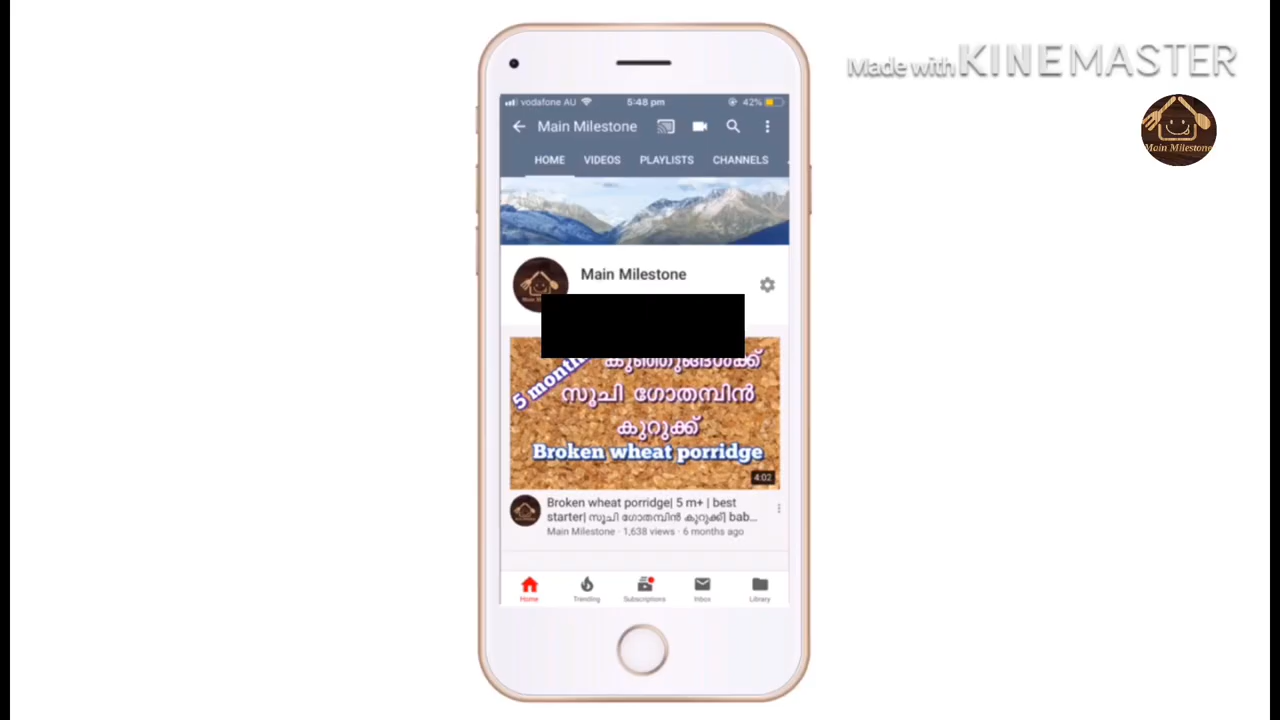 Made with KINEMASTER
Main Milestone
vodafone AU 5:48 pm 42%
Main Milestone
HOME VIDEOS PLAYLISTS CHANNELS
Main Milestone
5 month
കുഞ്ഞുങ്ങൾക്ക്
സൂചി ഗോതമ്പിൻ
കുറുക്ക്
Broken wheat porridge
4:02
Broken wheat porridge| 5 m+ | best
starter| സൂചി ഗോതമ്പിൻ കുറുക്ക്| bab...
Main Milestone · 1,638 views · 6 months ago
Home Trending Subscriptions Inbox Library